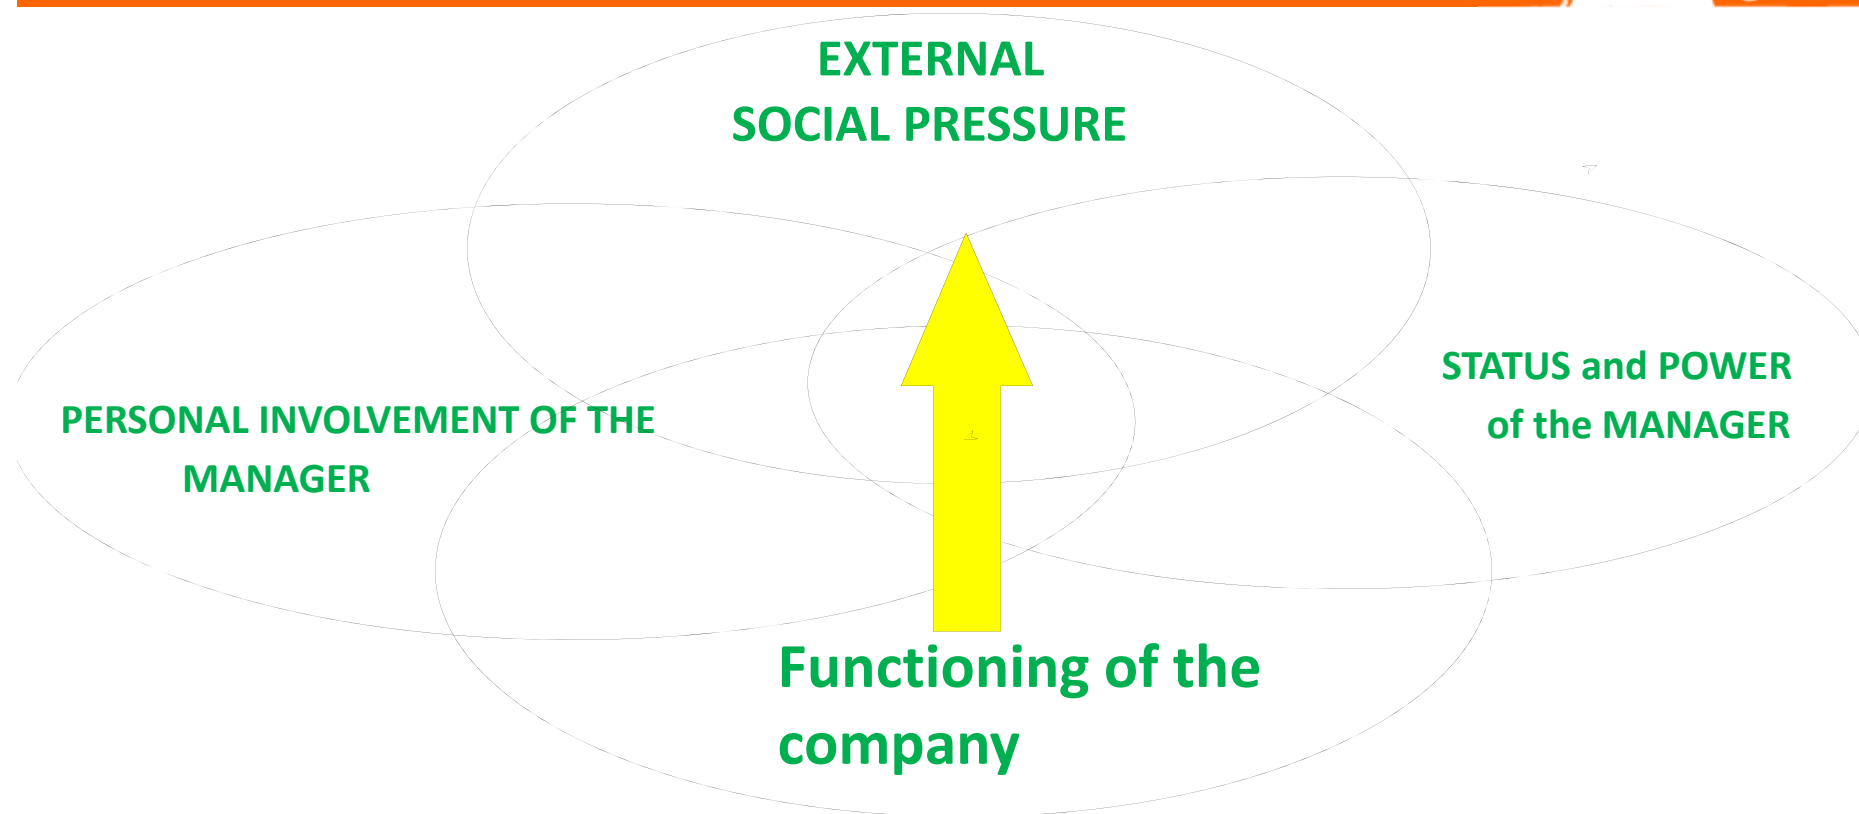 EXTERNAL
SOCIAL PRESSURE
STATUS and POWER
of the MANAGER
PERSONAL INVOLVEMENT OF THE
MANAGER
Functioning of the
company